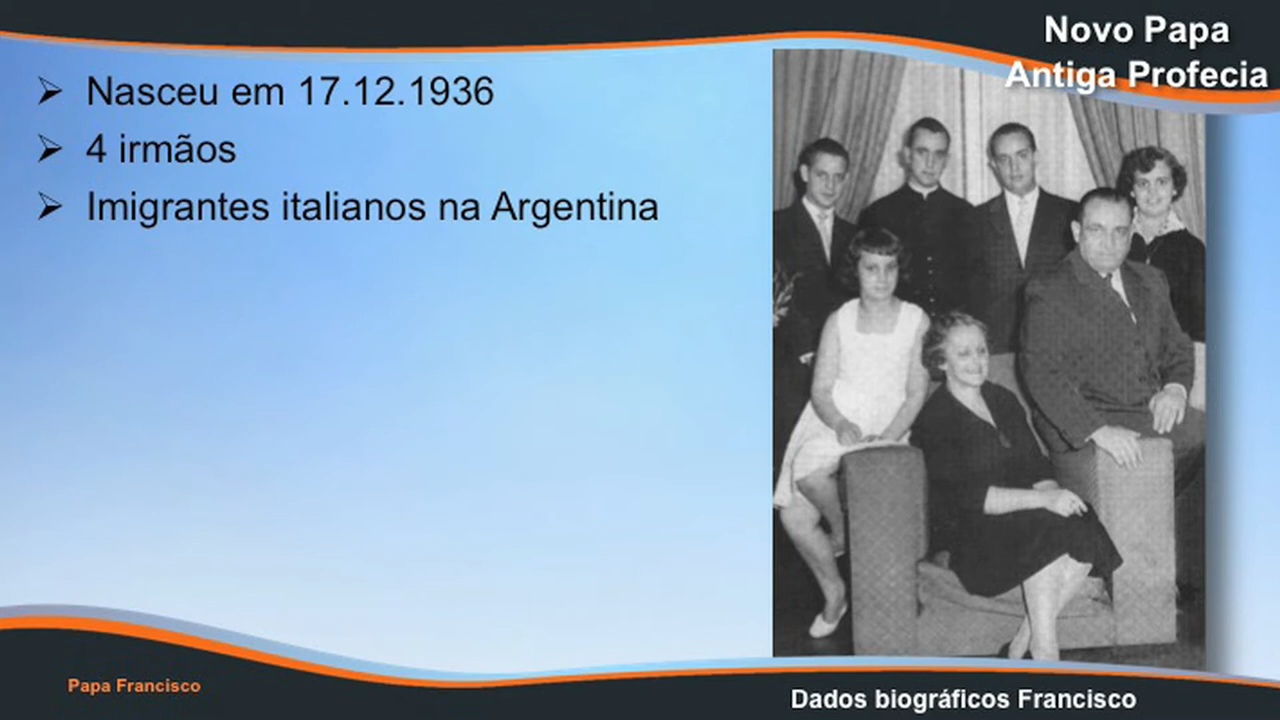 Novo Papa
Antiga Profecia
Nasceu em 17.12.1936
4 irmãos
Imigrantes italianos na Argentina
Papa Francisco
Dados biográficos Francisco